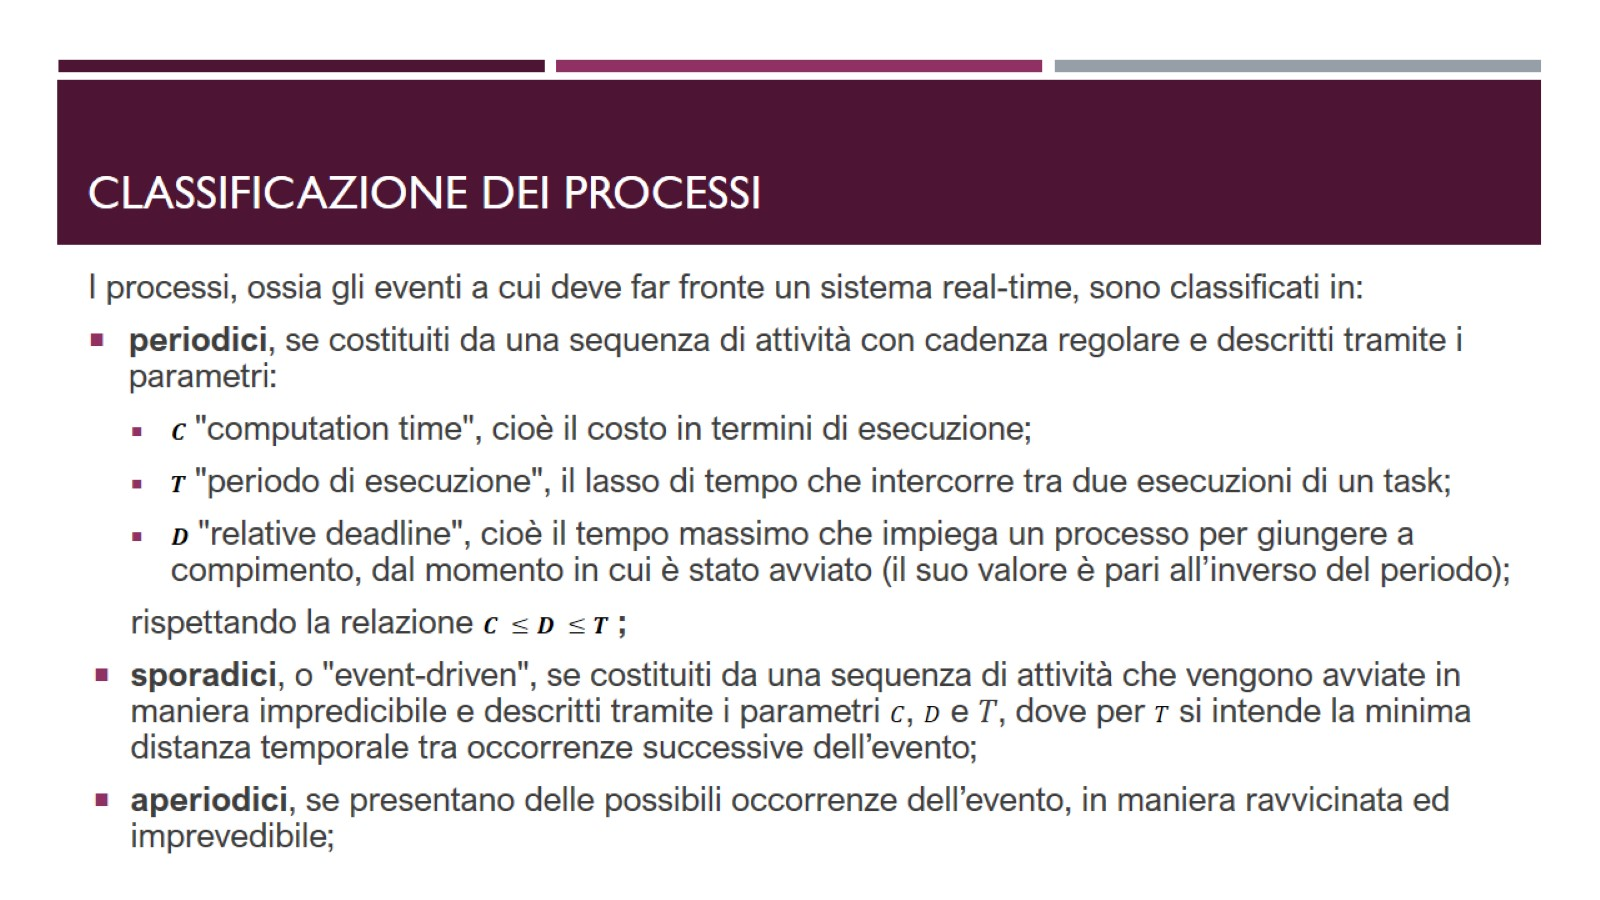 CLASSIFICAZIONE DEI PROCESSI
I processi, ossia gli eventi a cui deve far fronte un sistema real-time, sono classificati in:
▪ periodici, se costituiti da una sequenza di attività con cadenza regolare e descritti tramite i
parametri:
▪ C "computation time", cioè il costo in termini di esecuzione;
▪ T "periodo di esecuzione", il lasso di tempo che intercorre tra due esecuzioni di un task;
▪ D "relative deadline", cioè il tempo massimo che impiega un processo per giungere a
compimento, dal momento in cui è stato avviato (il suo valore è pari all’inverso del periodo);
rispettando la relazione C ≤ D ≤ T ;
▪ sporadici, o "event-driven", se costituiti da una sequenza di attività che vengono avviate in
maniera impredicibile e descritti tramite i parametri C, D e T, dove per T si intende la minima
distanza temporale tra occorrenze successive dell’evento;
▪ aperiodici, se presentano delle possibili occorrenze dell’evento, in maniera ravvicinata ed
imprevedibile;